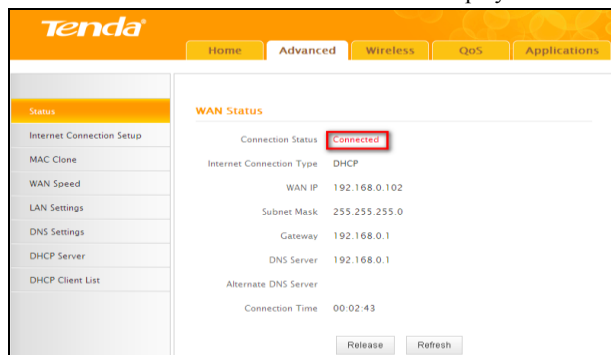 Tenda
Home Advanced Wireless QoS Applications
Status
Internet Connection Setup
MAC Clone
WAN Speed
LAN Settings
DNS Settings
DHCP Server
DHCP Client List
WAN Status
Connection Status Connected
Internet Connection Type DHCP
WAN IP 192.168.0.102
Subnet Mask 255.255.255.0
Gateway 192.168.0.1
DNS Server 192.168.0.1
Alternate DNS Server
Connection Time 00:02:43
Release Refresh